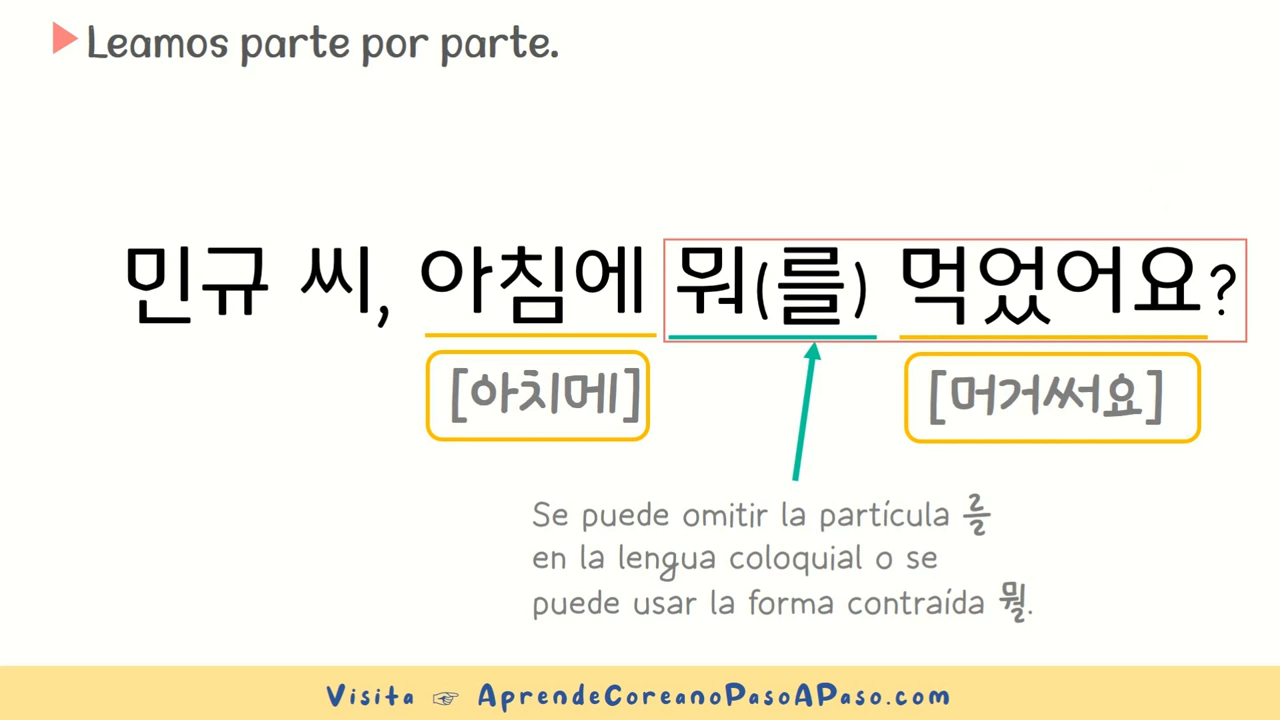 Leamos parte por parte.
민규 씨, 아침에 뭐(를) 먹었어요?
[아치메] [머거써요]
Se puede omitir la partícula 를
en la lengua coloquial o se
puede usar la forma contraída 뭘.
Visita ☞ AprendeCoreanoPasoAPaso.com